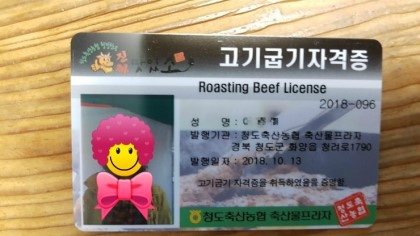 고기굽기자격증
Roasting Beef License
2018-096
성 명 :
발행기관 : 청도축산농협 축산물프라자
경북 청도군 화양읍 청려로1790
발행일자 : 2018. 10. 13
고기굽기 자격증을 취득하였음을 증명함
청도축산농협 축산물프라자